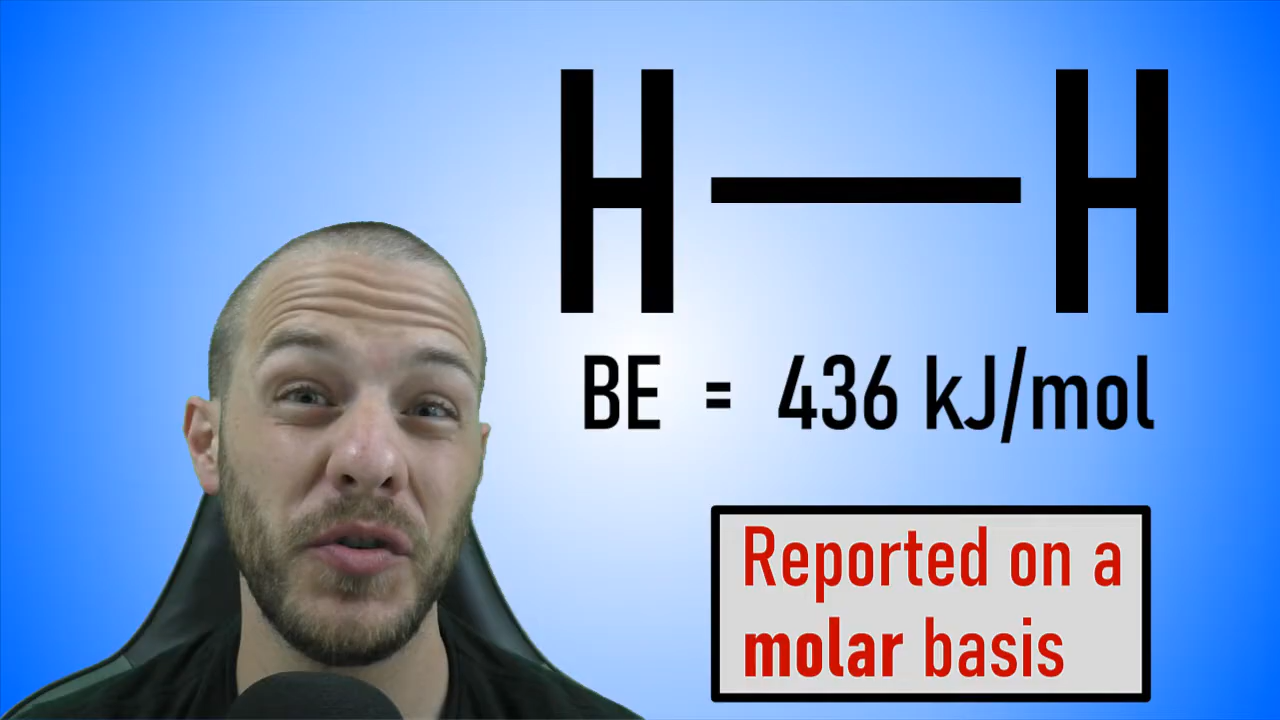 H — H
BE = 436 kJ/mol
Reported on a
molar basis